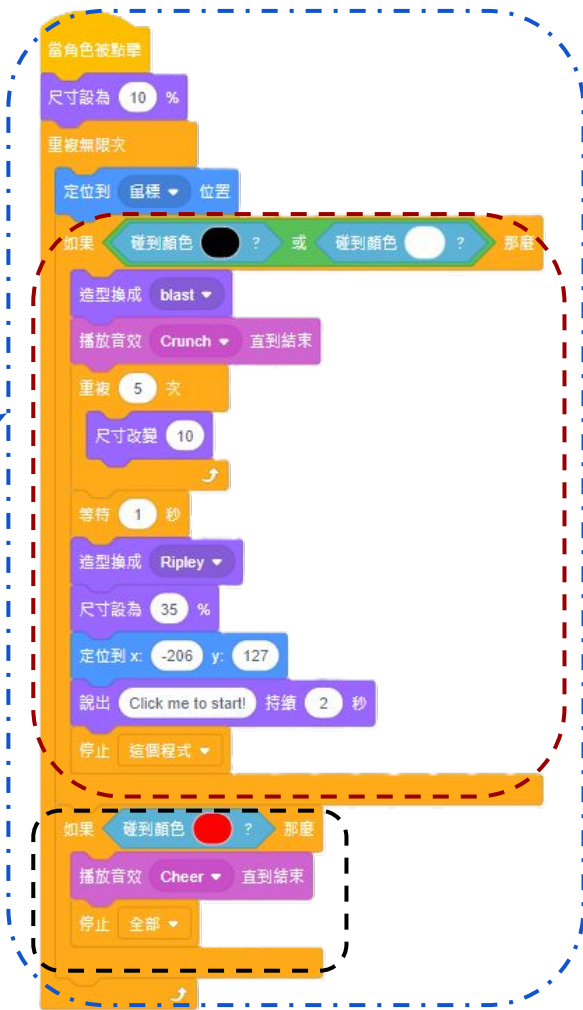 當角色被點擊
尺寸設為 10 %
重複無限次
定位到 鼠標 位置
如果 碰到顏色 ? 或 碰到顏色 ? 那麼
造型換成 blast
播放音效 Crunch 直到結束
重複 5 次
尺寸改變 10
等待 1 秒
造型換成 Ripley
尺寸設為 35 %
定位到 x: -206 y: 127
說出 Click me to start! 持續 2 秒
停止 這個程式
如果 碰到顏色 ? 那麼
播放音效 Cheer 直到結束
停止 全部